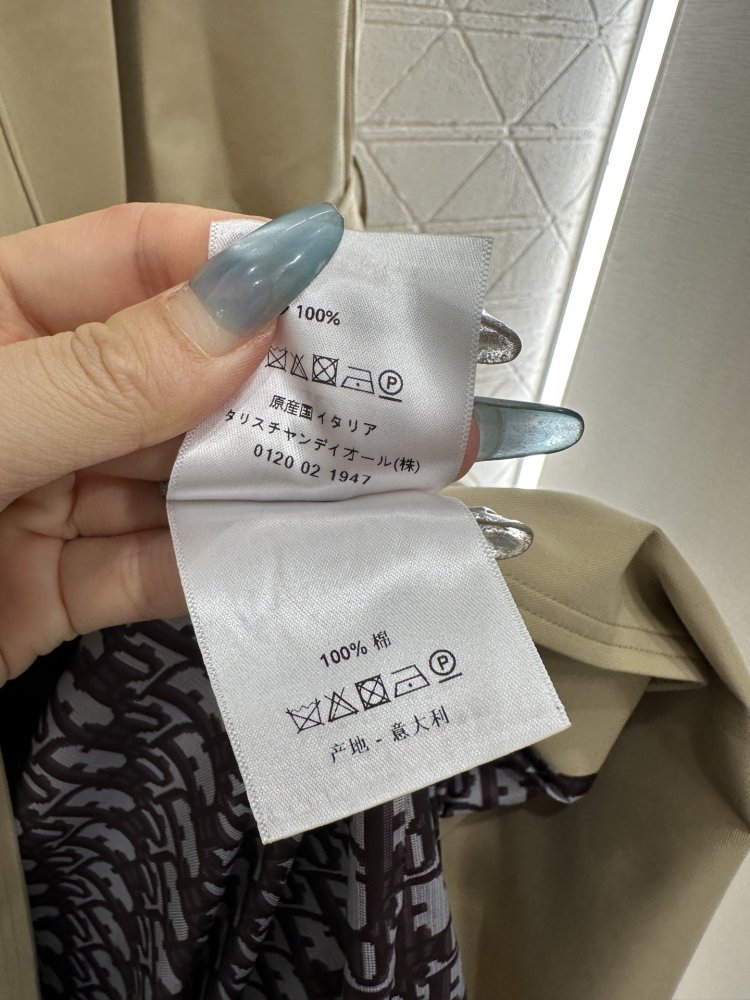 100%
P
原産国イタリア
タリスチャンディオール(株)
0120 02 1947
100% 棉
P
产地 - 意大利